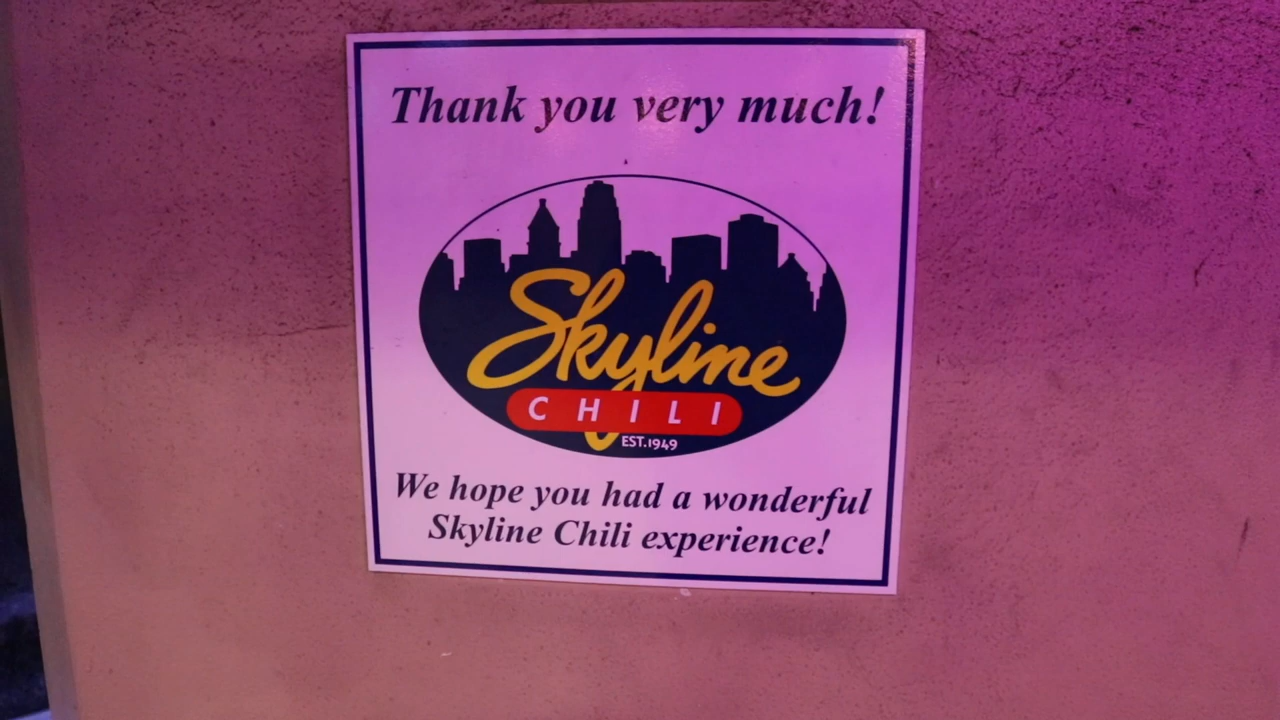 Thank you very much!
Skyline
CHILI
EST.1949
We hope you had a wonderful
Skyline Chili experience!